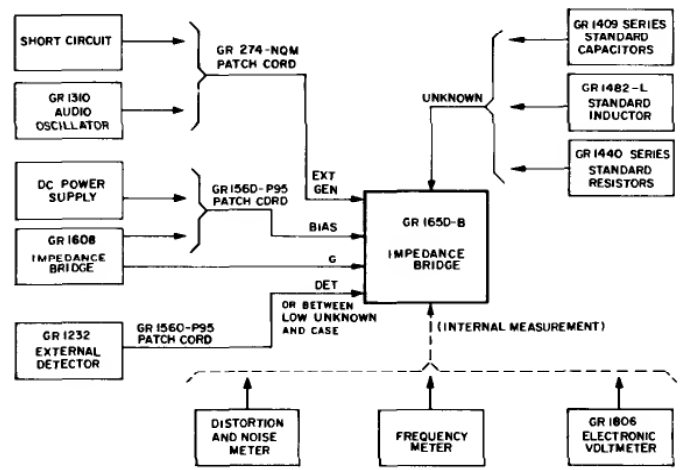 SHORT CIRCUIT
GR 1310
AUDIO
OSCILLATOR
GR 274-NQM
PATCH CORD
GR 1409 SERIES
STANDARD
CAPACITORS
UNKNOWN
GR 1482-L
STANDARD
INDUCTOR
GR 1440 SERIES
STANDARD
RESISTORS
DC POWER
SUPPLY
GR 1560-P95
PATCH CORD
EXT
GEN
BIAS
GR 1608
IMPEDANCE
BRIDGE
G
GR 1650-B
IMPEDANCE
BRIDGE
DET
OR BETWEEN
LOW UNKNOWN
AND CASE
GR 1232
EXTERNAL
DETECTOR
GR 1560-P95
PATCH CORD
(INTERNAL MEASUREMENT)
DISTORTION
AND NOISE
METER
FREQUENCY
METER
GR 1806
ELECTRONIC
VOLTMETER